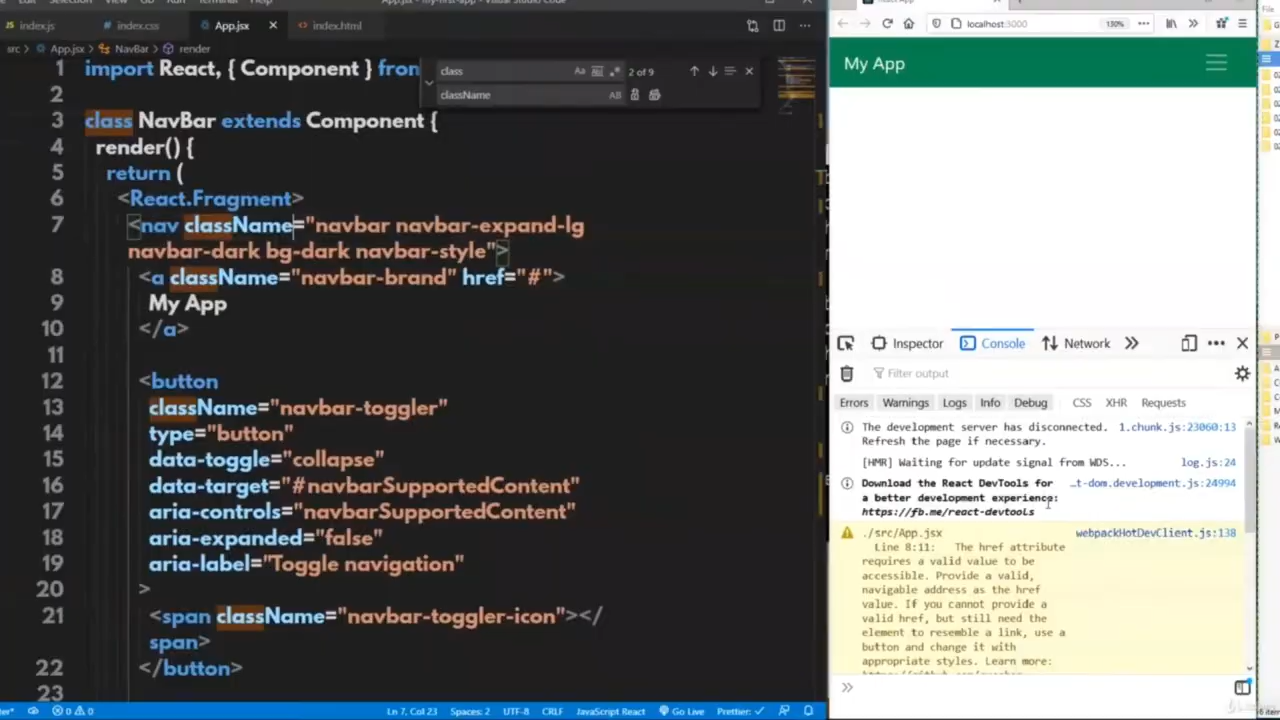 index.js
index.css
App.jsx
index.html
src > App.jsx > NavBar > render
class
Aa
2 of 9
className
AB
1 import React, { Component } from
2
3 class NavBar extends Component {
4 render() {
5 return (
6 <React.Fragment>
7 <nav className="navbar navbar-expand-lg
navbar-dark bg-dark navbar-style">
8 <a className="navbar-brand" href="#">
9 My App
10 </a>
11
12 <button
13 className="navbar-toggler"
14 type="button"
15 data-toggle="collapse"
16 data-target="#navbarSupportedContent"
17 aria-controls="navbarSupportedContent"
18 aria-expanded="false"
19 aria-label="Toggle navigation"
20 >
21 <span className="navbar-toggler-icon"></
span>
22 </button>
23
0 0
Ln 7, Col 23
Spaces: 2
UTF-8
CRLF
JavaScript React
Go Live
Prettier: ✓
localhost:3000
130%
My App
Inspector
Console
Network
Filter output
Errors
Warnings
Logs
Info
Debug
CSS
XHR
Requests
The development server has disconnected. 1.chunk.js:23060:13
Refresh the page if necessary.
[HMR] Waiting for update signal from WDS... log.js:24
Download the React DevTools for …t-dom.development.js:24994
a better development experience:
https://fb.me/react-devtools
./src/App.jsx webpackHotDevClient.js:138
Line 8:11: The href attribute
requires a valid value to be
accessible. Provide a valid,
navigable address as the href
value. If you cannot provide a
valid href, but still need the
element to resemble a link, use a
button and change it with
appropriate styles. Learn more: